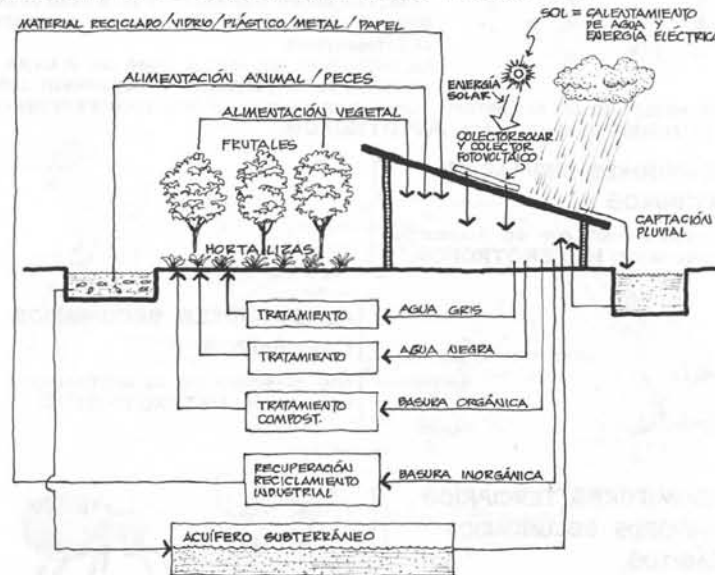 MATERIAL RECICLADO/VIDRIO/PLÁSTICO/METAL/PAPEL
SOL = CALENTAMIENTO
DE AGUA Y
ENERGÍA ELÉCTRICA
ALIMENTACIÓN ANIMAL/PECES
ENERGÍA
SOLAR
ALIMENTACIÓN VEGETAL
FRUTALES
COLECTOR SOLAR
Y COLECTOR
FOTOVOLTAICO
CAPTACIÓN
PLUVIAL
HORTALIZAS
TRATAMIENTO
AGUA GRIS
TRATAMIENTO
AGUA NEGRA
TRATAMIENTO
COMPOST.
BASURA ORGÁNICA
RECUPERACIÓN
RECICLAMIENTO
INDUSTRIAL
BASURA INORGÁNICA
ACUÍFERO SUBTERRÁNEO